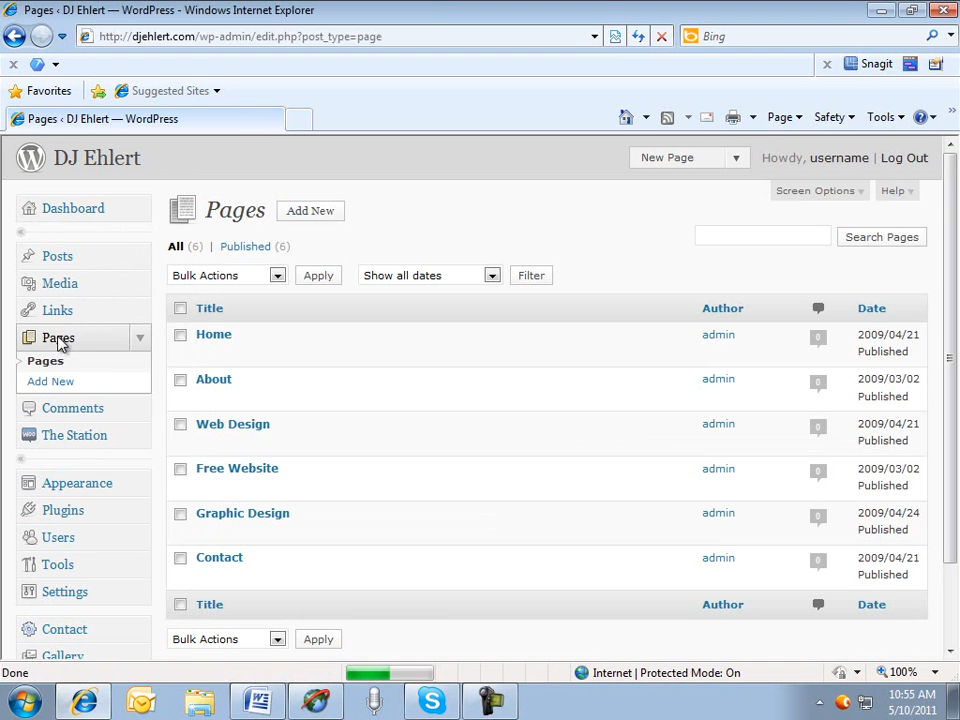 Pages ‹ DJ Ehlert — WordPress - Windows Internet Explorer
http://djehlert.com/wp-admin/edit.php?post_type=page
Bing
Snagit
Favorites
Suggested Sites
Pages ‹ DJ Ehlert — WordPress
Page
Safety
Tools
DJ Ehlert
New Page
Howdy, username | Log Out
Screen Options
Help
Dashboard
Posts
Media
Links
Pages
Pages
Add New
Comments
The Station
Appearance
Plugins
Users
Tools
Settings
Contact
Gallery
Pages
Add New
All (6) | Published (6)
Search Pages
Bulk Actions
Apply
Show all dates
Filter
Title Author Date
Home admin 0 2009/04/21
Published
About admin 0 2009/03/02
Published
Web Design admin 0 2009/04/21
Published
Free Website admin 0 2009/03/02
Published
Graphic Design admin 0 2009/04/24
Published
Contact admin 0 2009/04/21
Published
Title Author Date
Bulk Actions
Apply
Done
Internet | Protected Mode: On
100%
10:55 AM
5/10/2011